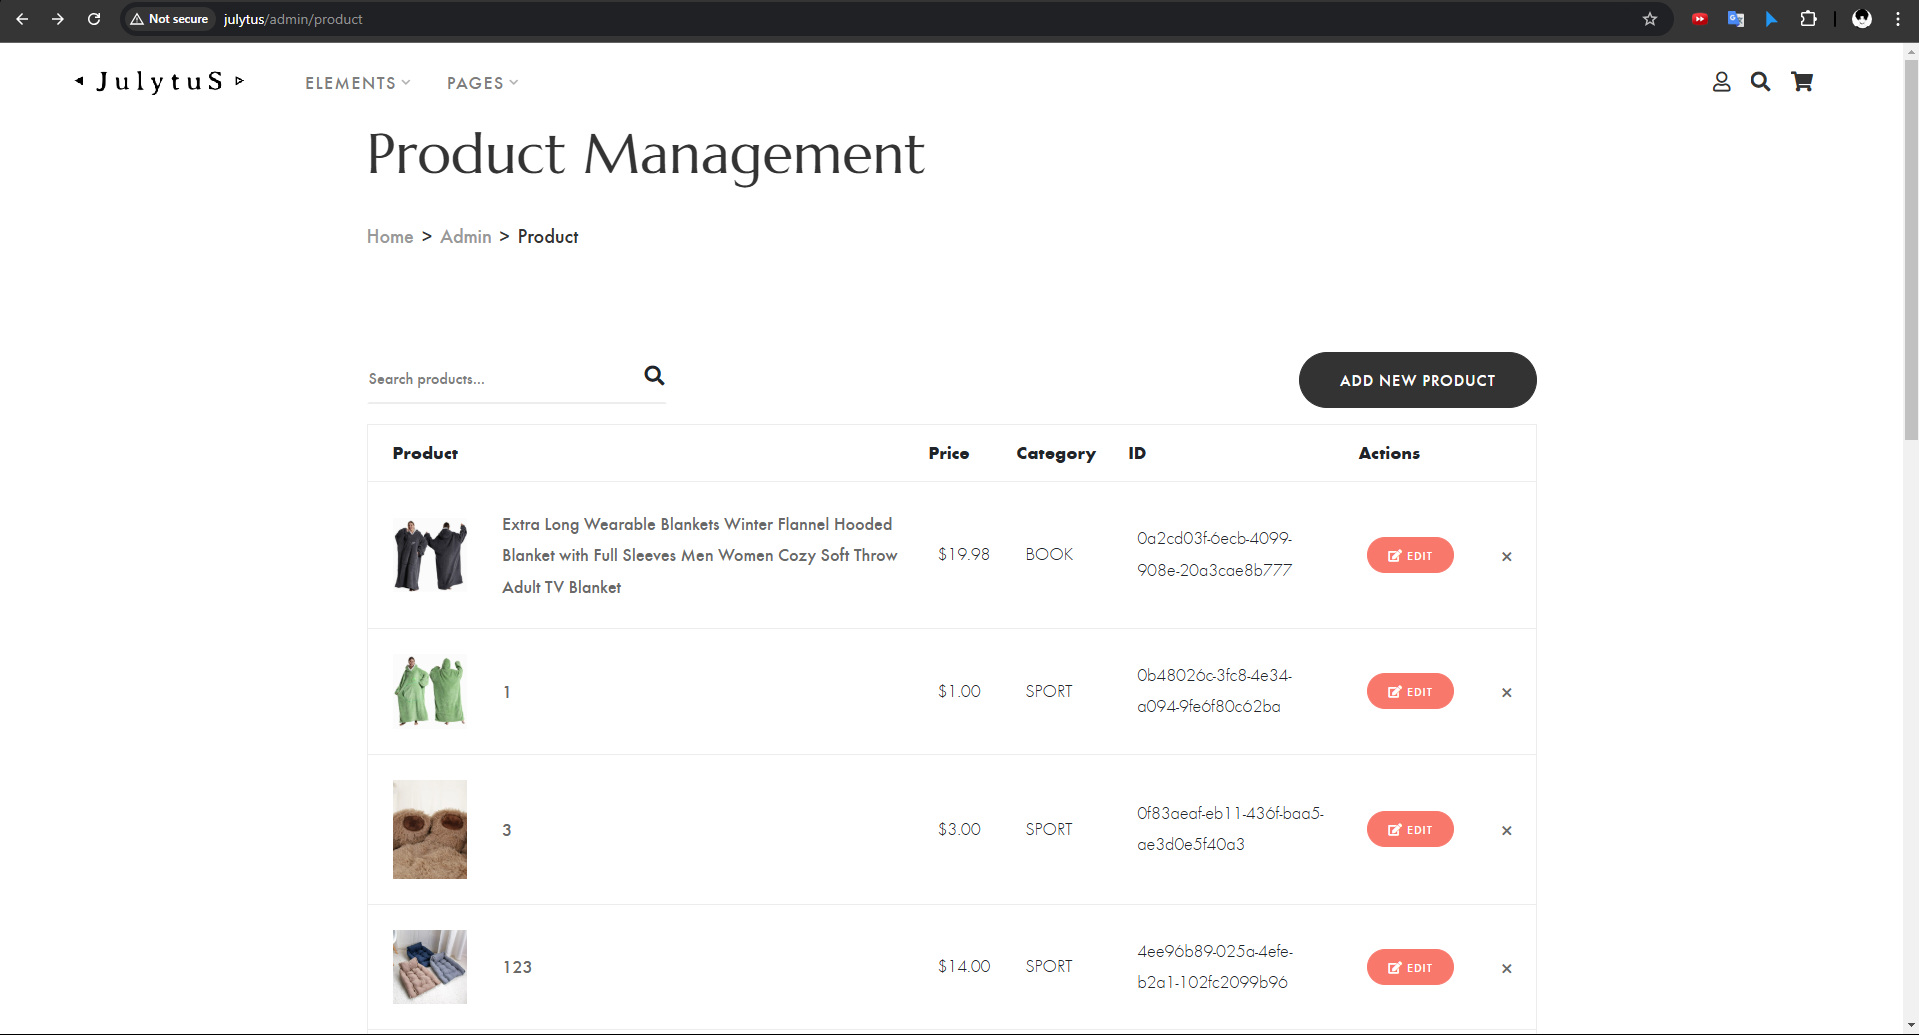 Not secure julytus/admin/product
JulytuS ELEMENTS PAGES
Product Management
Home > Admin > Product
Search products...
ADD NEW PRODUCT
Product Price Category ID Actions
Extra Long Wearable Blankets Winter Flannel Hooded
Blanket with Full Sleeves Men Women Cozy Soft Throw
Adult TV Blanket
$19.98 BOOK
0a2cd03f-6ecb-4099-
908e-20a3cae8b777
EDIT ×
1 $1.00 SPORT
0b48026c-3fc8-4e34-
a094-9fe6f80c62ba
EDIT ×
3 $3.00 SPORT
0f83aeaf-eb11-436f-baa5-
ae3d0e5f40a3
EDIT ×
123 $14.00 SPORT
4ee96b89-025a-4efe-
b2a1-102fc2099b96
EDIT ×